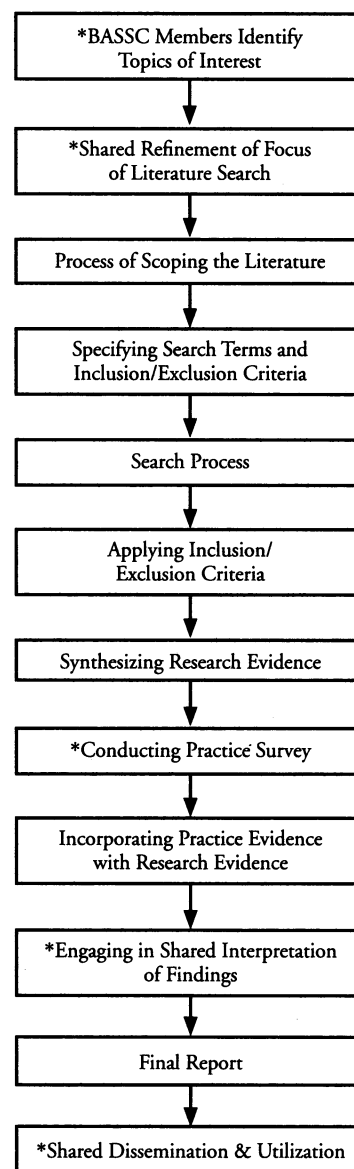 *BASSC Members Identify
Topics of Interest
*Shared Refinement of Focus
of Literature Search
Process of Scoping the Literature
Specifying Search Terms and
Inclusion/Exclusion Criteria
Search Process
Applying Inclusion/
Exclusion Criteria
Synthesizing Research Evidence
*Conducting Practice Survey
Incorporating Practice Evidence
with Research Evidence
*Engaging in Shared Interpretation
of Findings
Final Report
*Shared Dissemination & Utilization